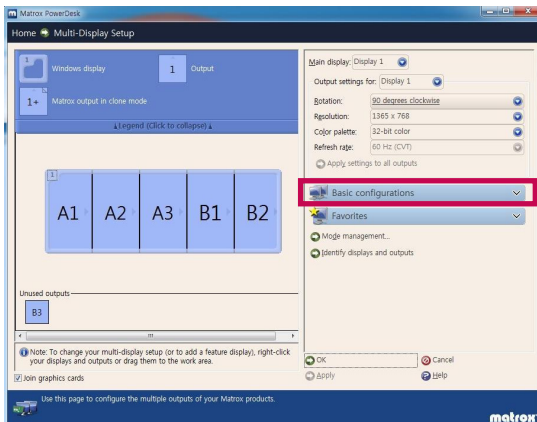 Matrox PowerDesk
Home Multi-Display Setup
1 Windows display
1 Output
1+ Matrox output in clone mode
Legend (Click to collapse)
1
A1 A2 A3 B1 B2
Unused outputs
B3
Note: To change your multi-display setup (or to add a feature display), right-click
your displays and outputs or drag them to the work area.
Join graphics cards
Main display: Display 1
Output settings for: Display 1
Rotation: 90 degrees clockwise
Resolution: 1365 x 768
Color palette: 32-bit color
Refresh rate: 60 Hz (CVT)
Apply settings to all outputs
Basic configurations
Favorites
Mode management...
Identify displays and outputs
OK Cancel
Apply Help
Use this page to configure the multiple outputs of your Matrox products.
matrox